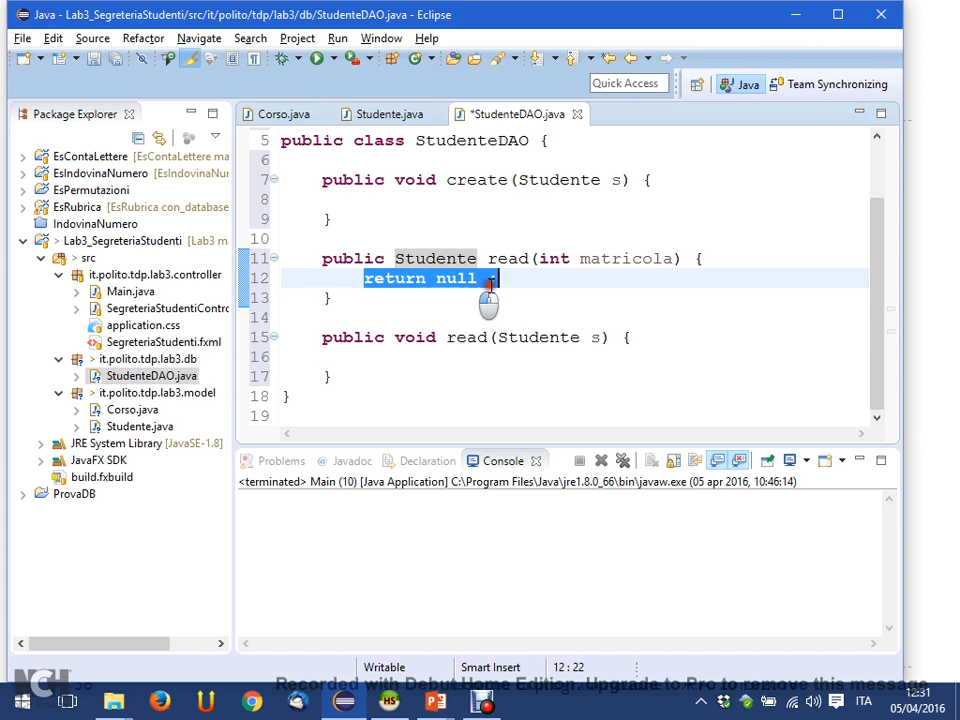 Java - Lab3_SegreteriaStudenti/src/it/polito/tdp/lab3/db/StudenteDAO.java - Eclipse
File Edit Source Refactor Navigate Search Project Run Window Help
Quick Access Java Team Synchronizing
Package Explorer
EsContaLettere [EsContaLettere ma
EsIndovinaNumero [EsIndovinaNum
EsPermutazioni
EsRubrica [EsRubrica con_database
IndovinaNumero
> Lab3_SegreteriaStudenti [Lab3 m
> src
it.polito.tdp.lab3.controller
Main.java
SegreteriaStudentiContro
application.css
SegreteriaStudenti.fxml
> it.polito.tdp.lab3.db
StudenteDAO.java
> it.polito.tdp.lab3.model
Corso.java
Studente.java
JRE System Library [JavaSE-1.8]
JavaFX SDK
build.fxbuild
ProvaDB
Corso.java Studente.java *StudenteDAO.java
5 public class StudenteDAO {
6
7 public void create(Studente s) {
8
9 }
10
11 public Studente read(int matricola) {
12 return null ;
13 }
14
15 public void read(Studente s) {
16
17 }
18 }
19
Problems @ Javadoc Declaration Console
<terminated> Main (10) [Java Application] C:\Program Files\Java\jre1.8.0_66\bin\javaw.exe (05 apr 2016, 10:46:14)
Writable Smart Insert 12 : 22
NCH
Recorded with Debut Home Edition. Upgrade to Pro to remove this message
HS ITA 12:31
05/04/2016